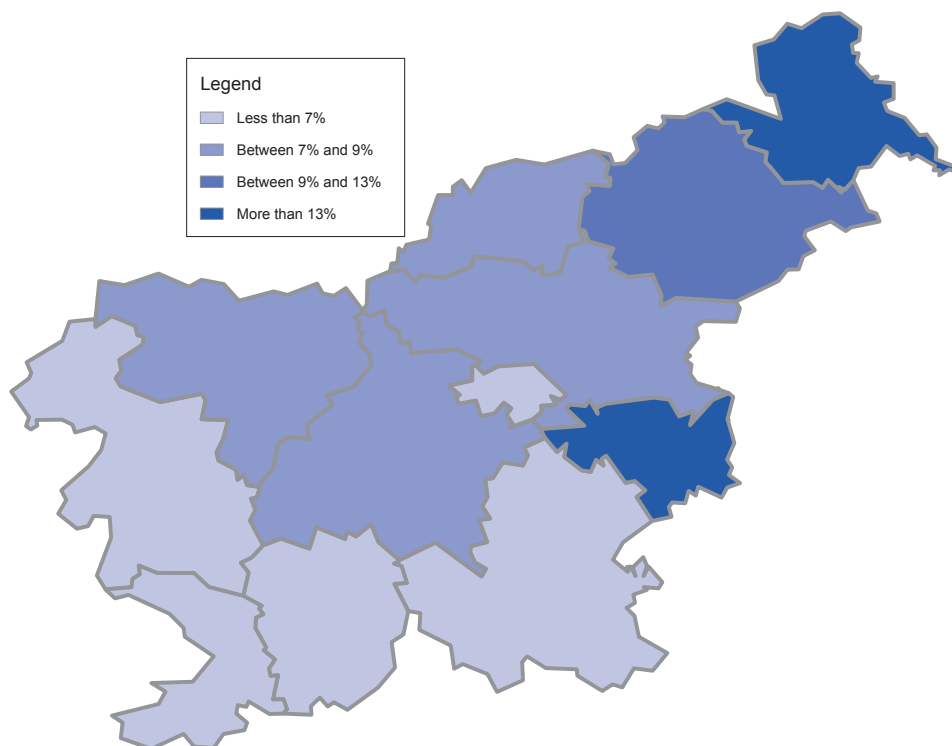 Legend
Less than 7%
Between 7% and 9%
Between 9% and 13%
More than 13%